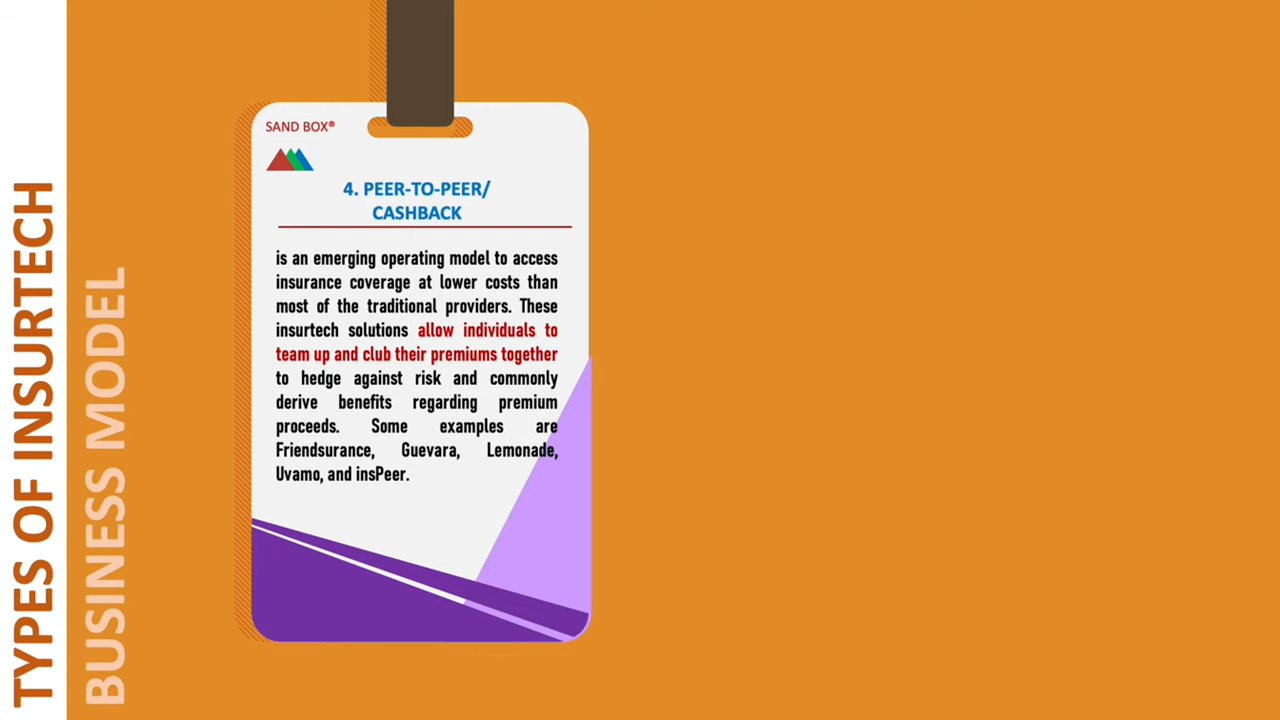 TYPES OF INSURTECH
BUSINESS MODEL
SAND BOX®
4. PEER-TO-PEER/
CASHBACK
is an emerging operating model to access
insurance coverage at lower costs than
most of the traditional providers. These
insurtech solutions allow individuals to
team up and club their premiums together
to hedge against risk and commonly
derive benefits regarding premium
proceeds. Some examples are
Friendsurance, Guevara, Lemonade,
Uvamo, and insPeer.